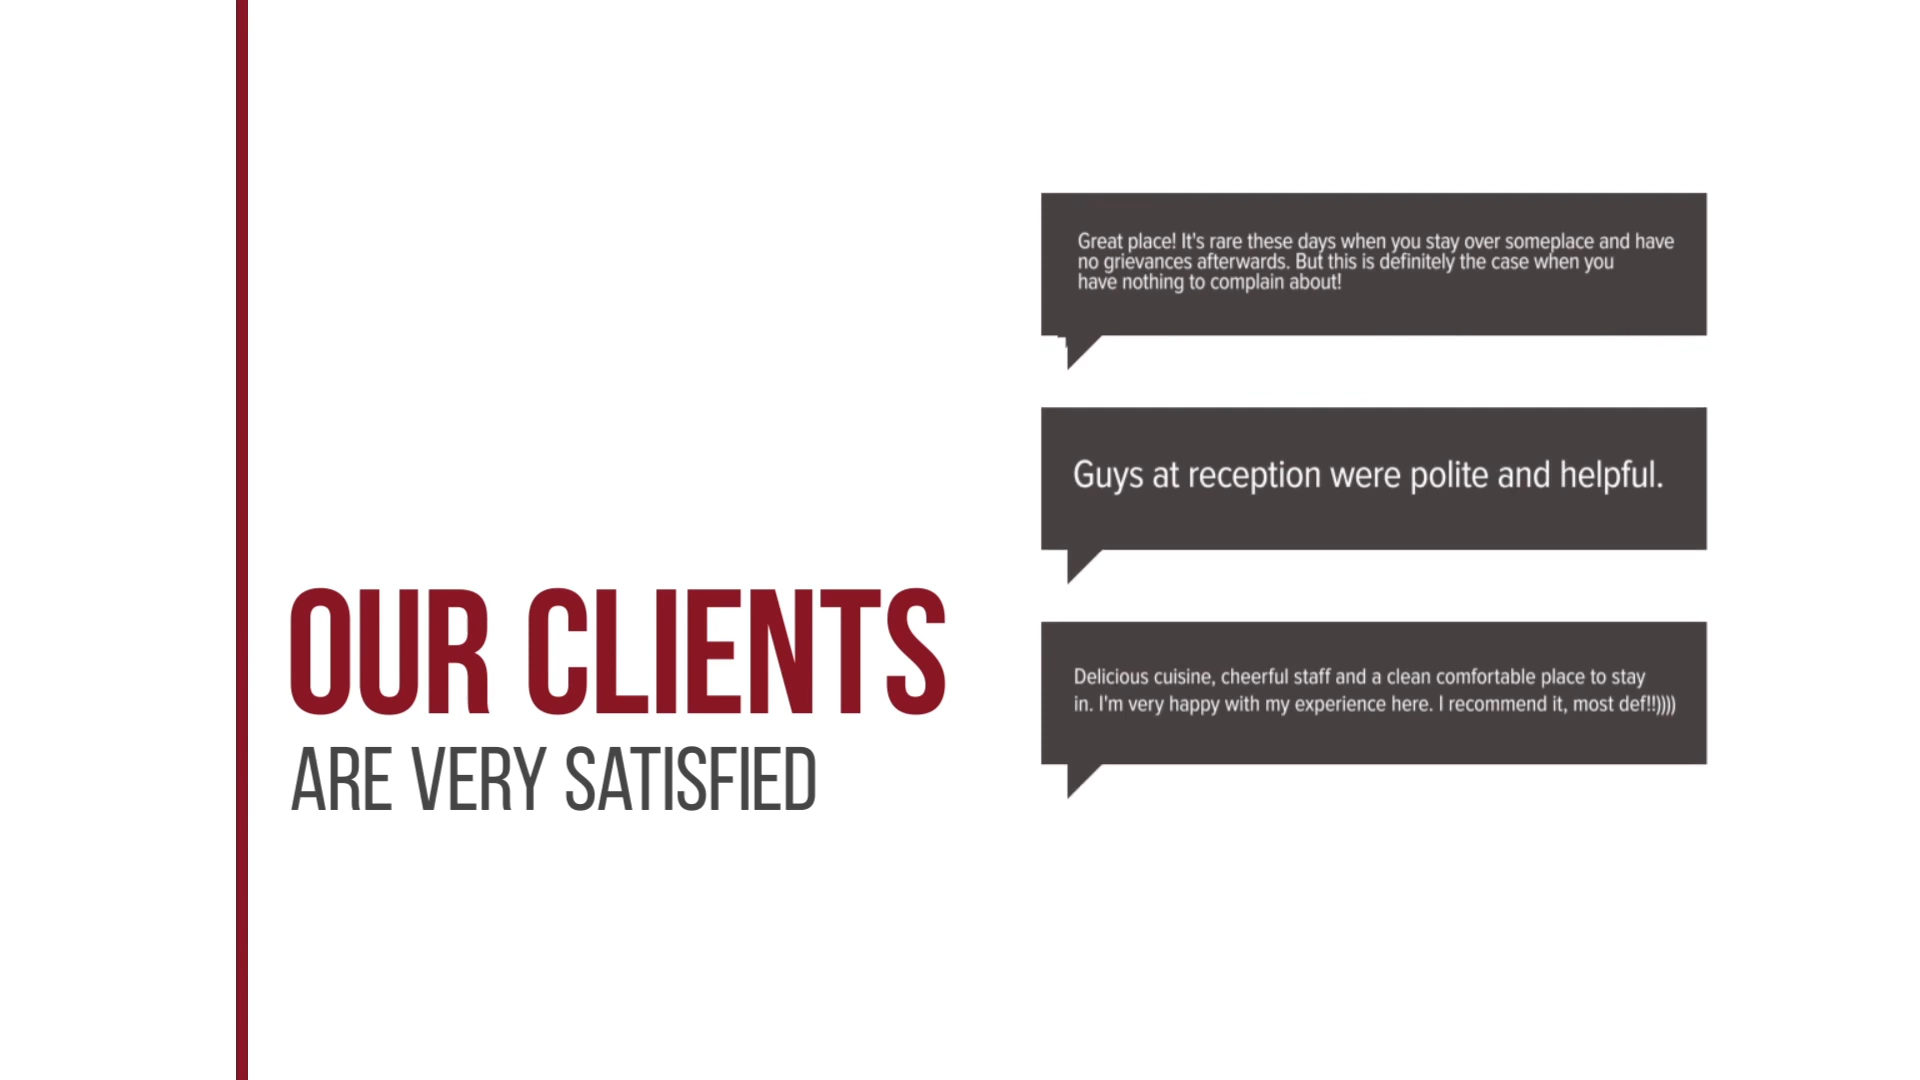 OUR CLIENTS
ARE VERY SATISFIED
Great place! It's rare these days when you stay over someplace and have
no grievances afterwards. But this is definitely the case when you
have nothing to complain about!
Guys at reception were polite and helpful.
Delicious cuisine, cheerful staff and a clean comfortable place to stay
in. I'm very happy with my experience here. I recommend it, most def!!))))